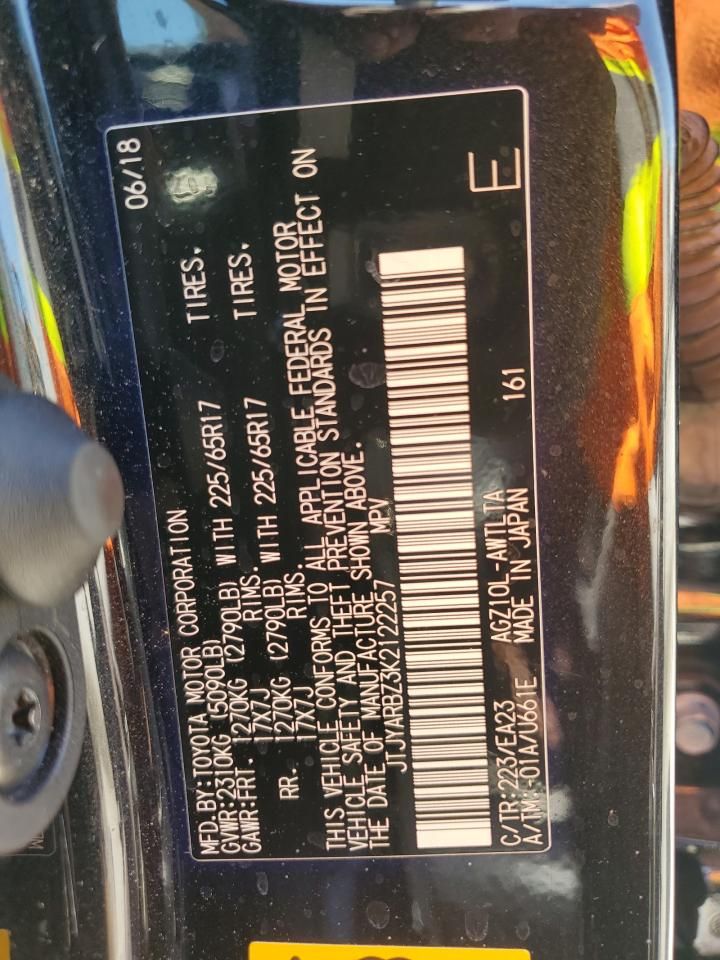 MFD.BY:TOYOTA MOTOR CORPORATION 06/18
GVWR:2310KG (5090LB)
GAWR:FRT. 1270KG (2790LB) WITH 225/65R17 TIRES,
17X7J RIMS.
RR. 1270KG (2790LB) WITH 225/65R17 TIRES,
17X7J RIMS.
THIS VEHICLE CONFORMS TO ALL APPLICABLE FEDERAL MOTOR
VEHICLE SAFETY AND THEFT PREVENTION STANDARDS IN EFFECT ON
THE DATE OF MANUFACTURE SHOWN ABOVE.
JTJYARBZ3K2122257 MPV
E
C/TR:223/EA23 AGZ10L-AWTLTA 161
A/TM:-01A/U661E MADE IN JAPAN